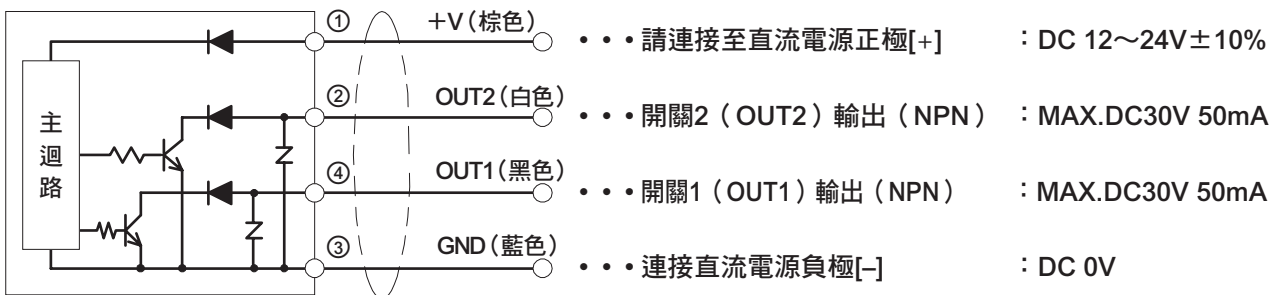 ① +V(棕色) ・・・請連接至直流電源正極[+] :DC 12〜24V±10%
② OUT2(白色) ・・・開關2(OUT2)輸出(NPN) :MAX.DC30V 50mA
主迴路
④ OUT1(黑色) ・・・開關1(OUT1)輸出(NPN) :MAX.DC30V 50mA
③ GND(藍色) ・・・連接直流電源負極[–] :DC 0V